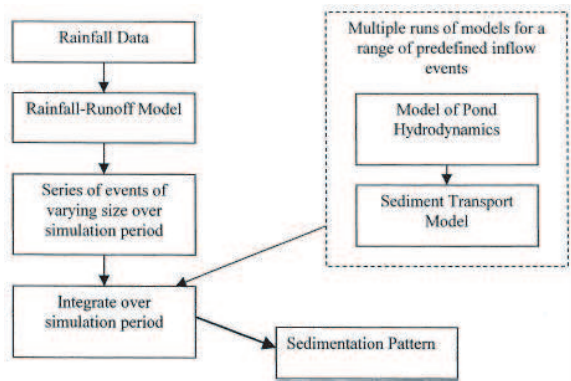 Rainfall Data
Rainfall-Runoff Model
Series of events of
varying size over
simulation period
Integrate over
simulation period
Multiple runs of models for a
range of predefined inflow
events
Model of Pond
Hydrodynamics
Sediment Transport
Model
Sedimentation Pattern